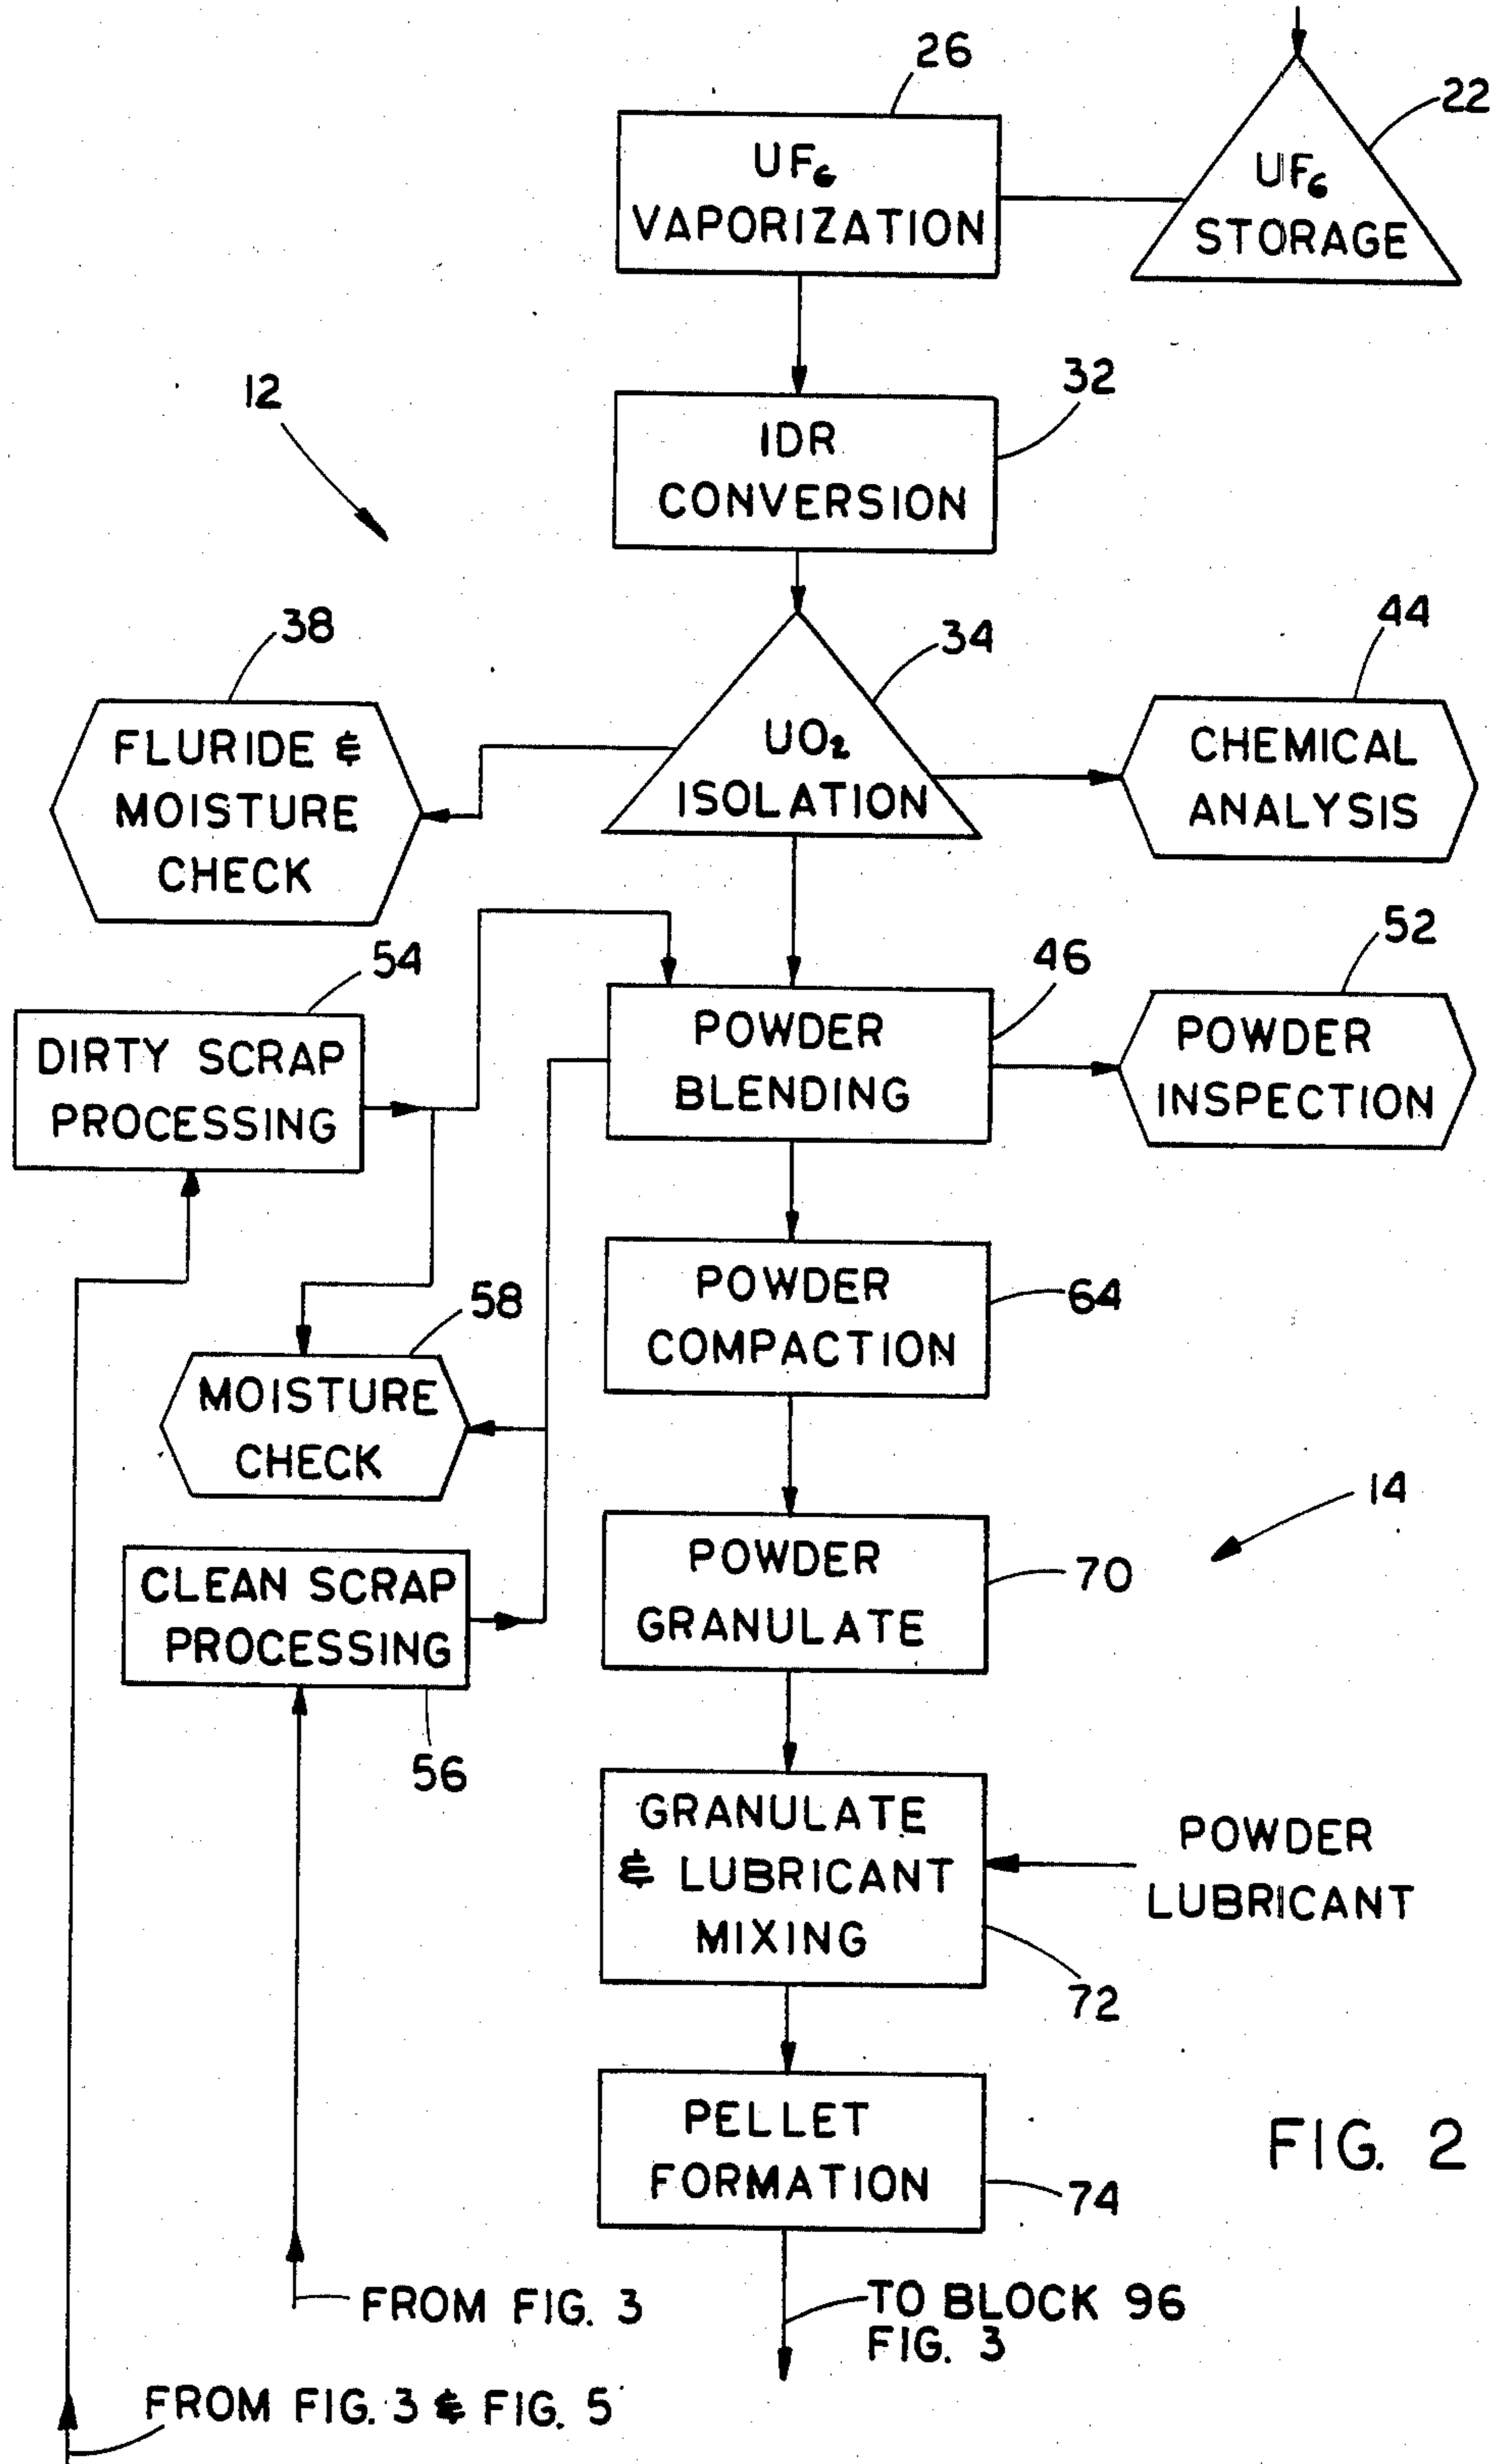 26
22
UF₆
VAPORIZATION
UF₆
STORAGE
12
32
IDR
CONVERSION
38
34
44
FLURIDE &
MOISTURE
CHECK
UO₂
ISOLATION
CHEMICAL
ANALYSIS
54
46
52
DIRTY SCRAP
PROCESSING
POWDER
BLENDING
POWDER
INSPECTION
58
64
POWDER
COMPACTION
MOISTURE
CHECK
14
CLEAN SCRAP
PROCESSING
56
POWDER
GRANULATE
70
GRANULATE
& LUBRICANT
MIXING
72
POWDER
LUBRICANT
PELLET
FORMATION
74
FIG. 2
FROM FIG. 3
TO BLOCK 96
FIG. 3
FROM FIG. 3 & FIG. 5